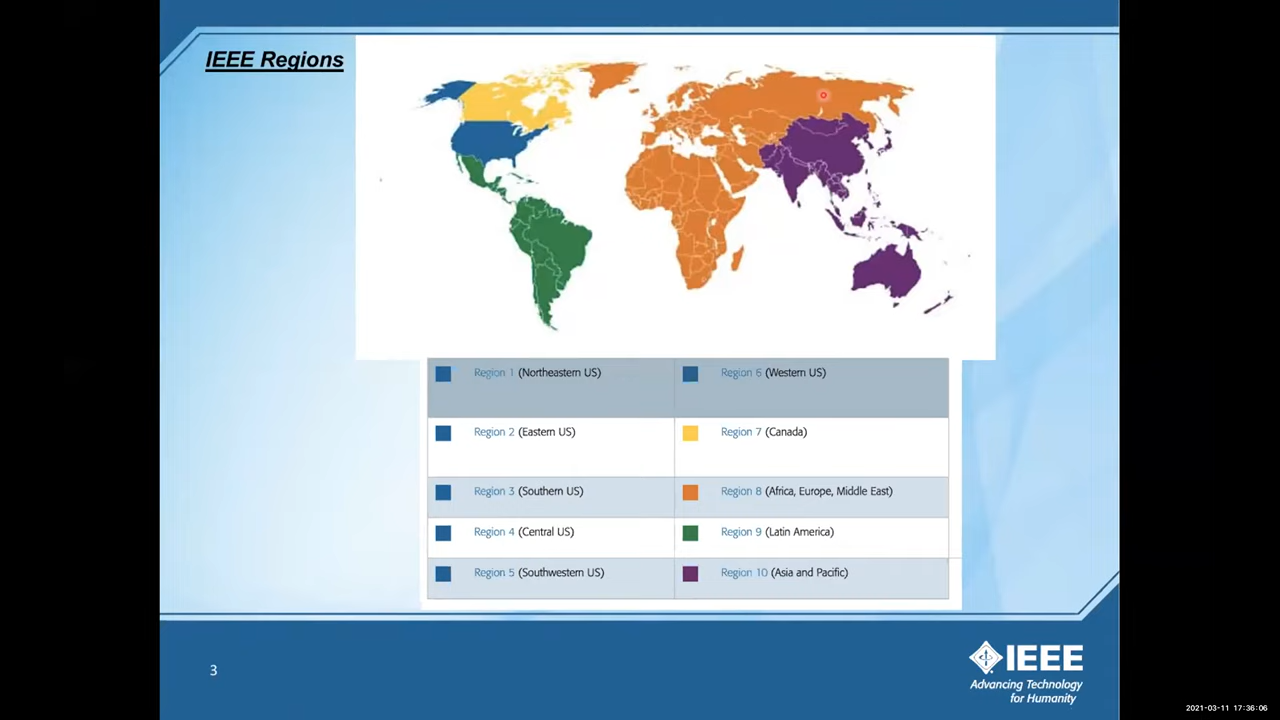 IEEE Regions
Region 1 (Northeastern US)
Region 6 (Western US)
Region 2 (Eastern US)
Region 7 (Canada)
Region 3 (Southern US)
Region 8 (Africa, Europe, Middle East)
Region 4 (Central US)
Region 9 (Latin America)
Region 5 (Southwestern US)
Region 10 (Asia and Pacific)
3
IEEE
Advancing Technology
for Humanity
2021-03-11 17:36:06